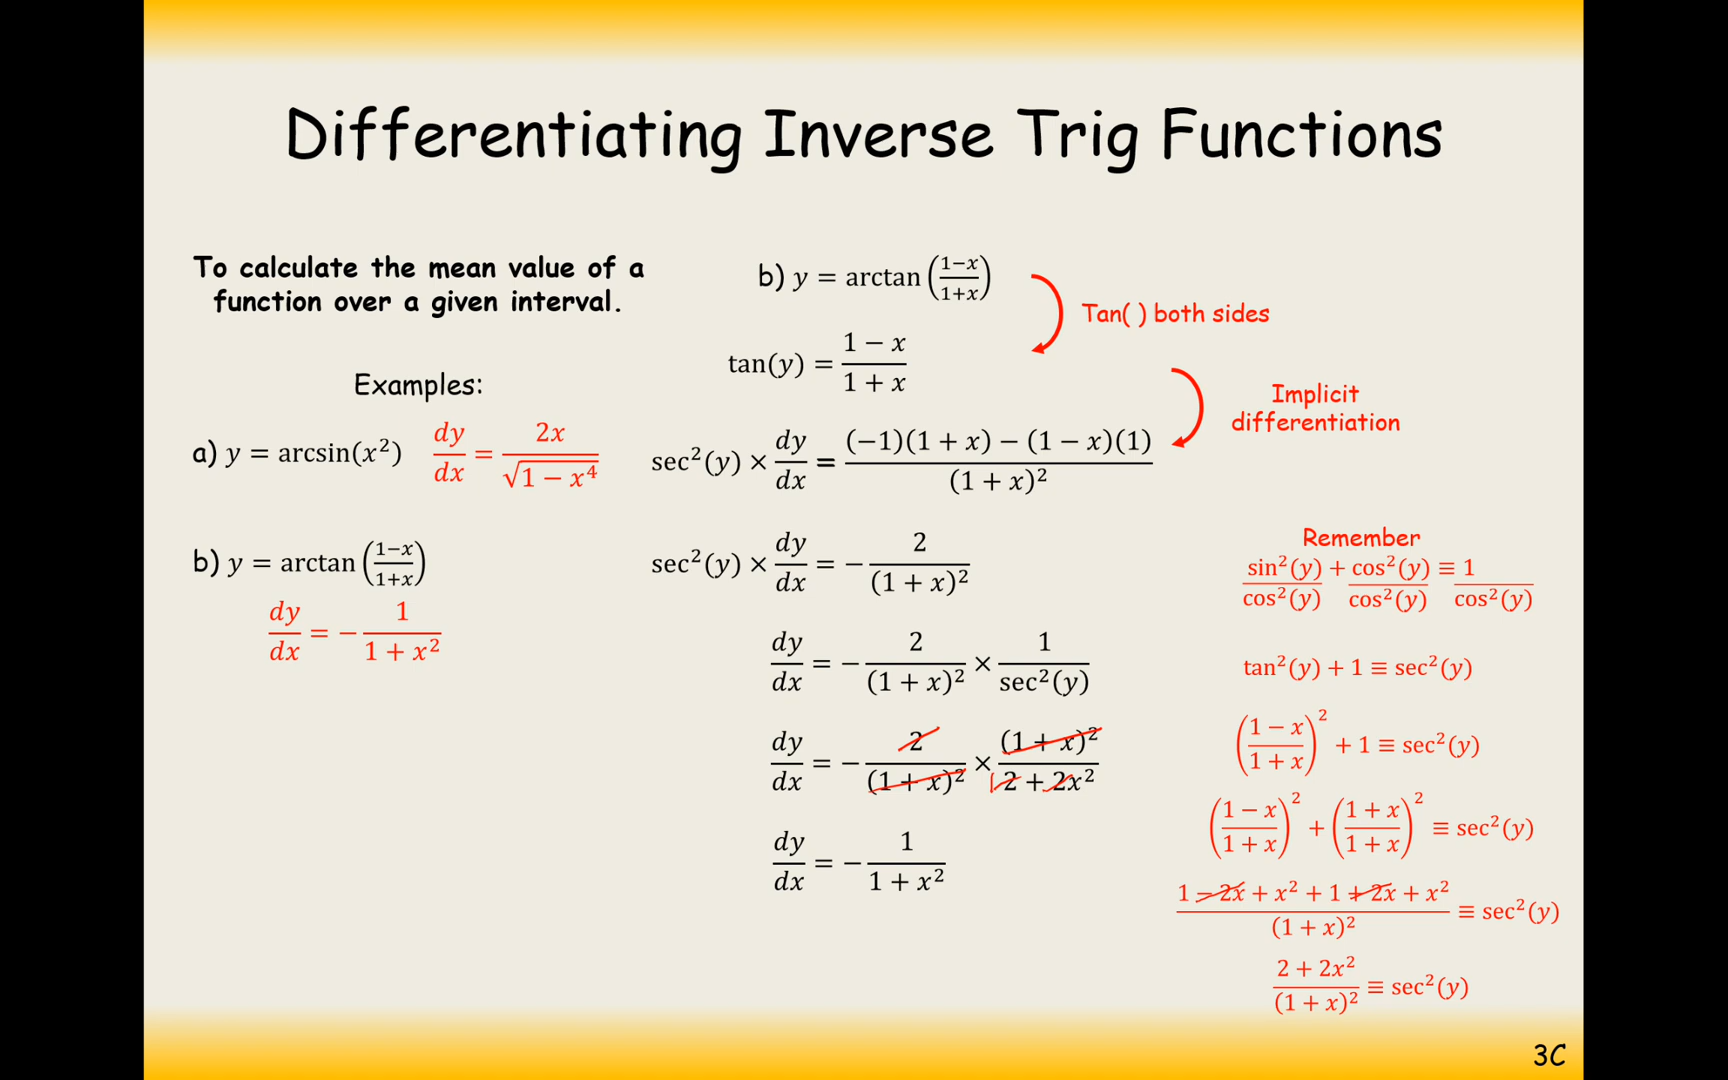 Differentiating Inverse Trig Functions
To calculate the mean value of a
function over a given interval.
Examples:
a) y = arcsin(x²) dy/dx = 2x/√(1 − x⁴)
b) y = arctan((1−x)/(1+x))
dy/dx = − 1/(1 + x²)
b) y = arctan((1−x)/(1+x))
tan(y) = (1 − x)/(1 + x)
sec²(y) × dy/dx = ((−1)(1 + x) − (1 − x)(1))/(1 + x)²
sec²(y) × dy/dx = − 2/(1 + x)²
dy/dx = − 2/(1 + x)² × 1/sec²(y)
dy/dx = − 2/(1 + x)² × (1 + x)²/(2 + 2x²)
dy/dx = − 1/(1 + x²)
Tan( ) both sides
Implicit
differentiation
Remember
sin²(y)/cos²(y) + cos²(y)/cos²(y) ≡ 1/cos²(y)
tan²(y) + 1 ≡ sec²(y)
((1 − x)/(1 + x))² + 1 ≡ sec²(y)
((1 − x)/(1 + x))² + ((1 + x)/(1 + x))² ≡ sec²(y)
(1 − 2x + x² + 1 + 2x + x²)/(1 + x)² ≡ sec²(y)
(2 + 2x²)/(1 + x)² ≡ sec²(y)
3C